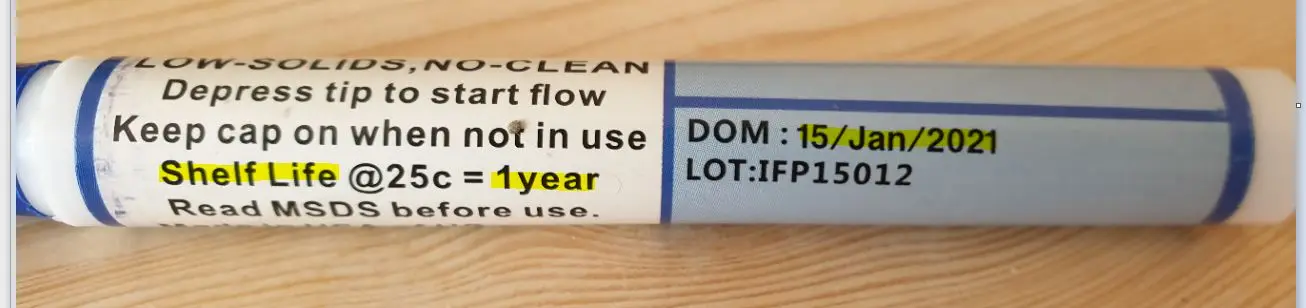 LOW-SOLIDS,NO-CLEAN
Depress tip to start flow
Keep cap on when not in use
Shelf Life @25c = 1year
Read MSDS before use.
DOM : 15/Jan/2021
LOT:IFP15012